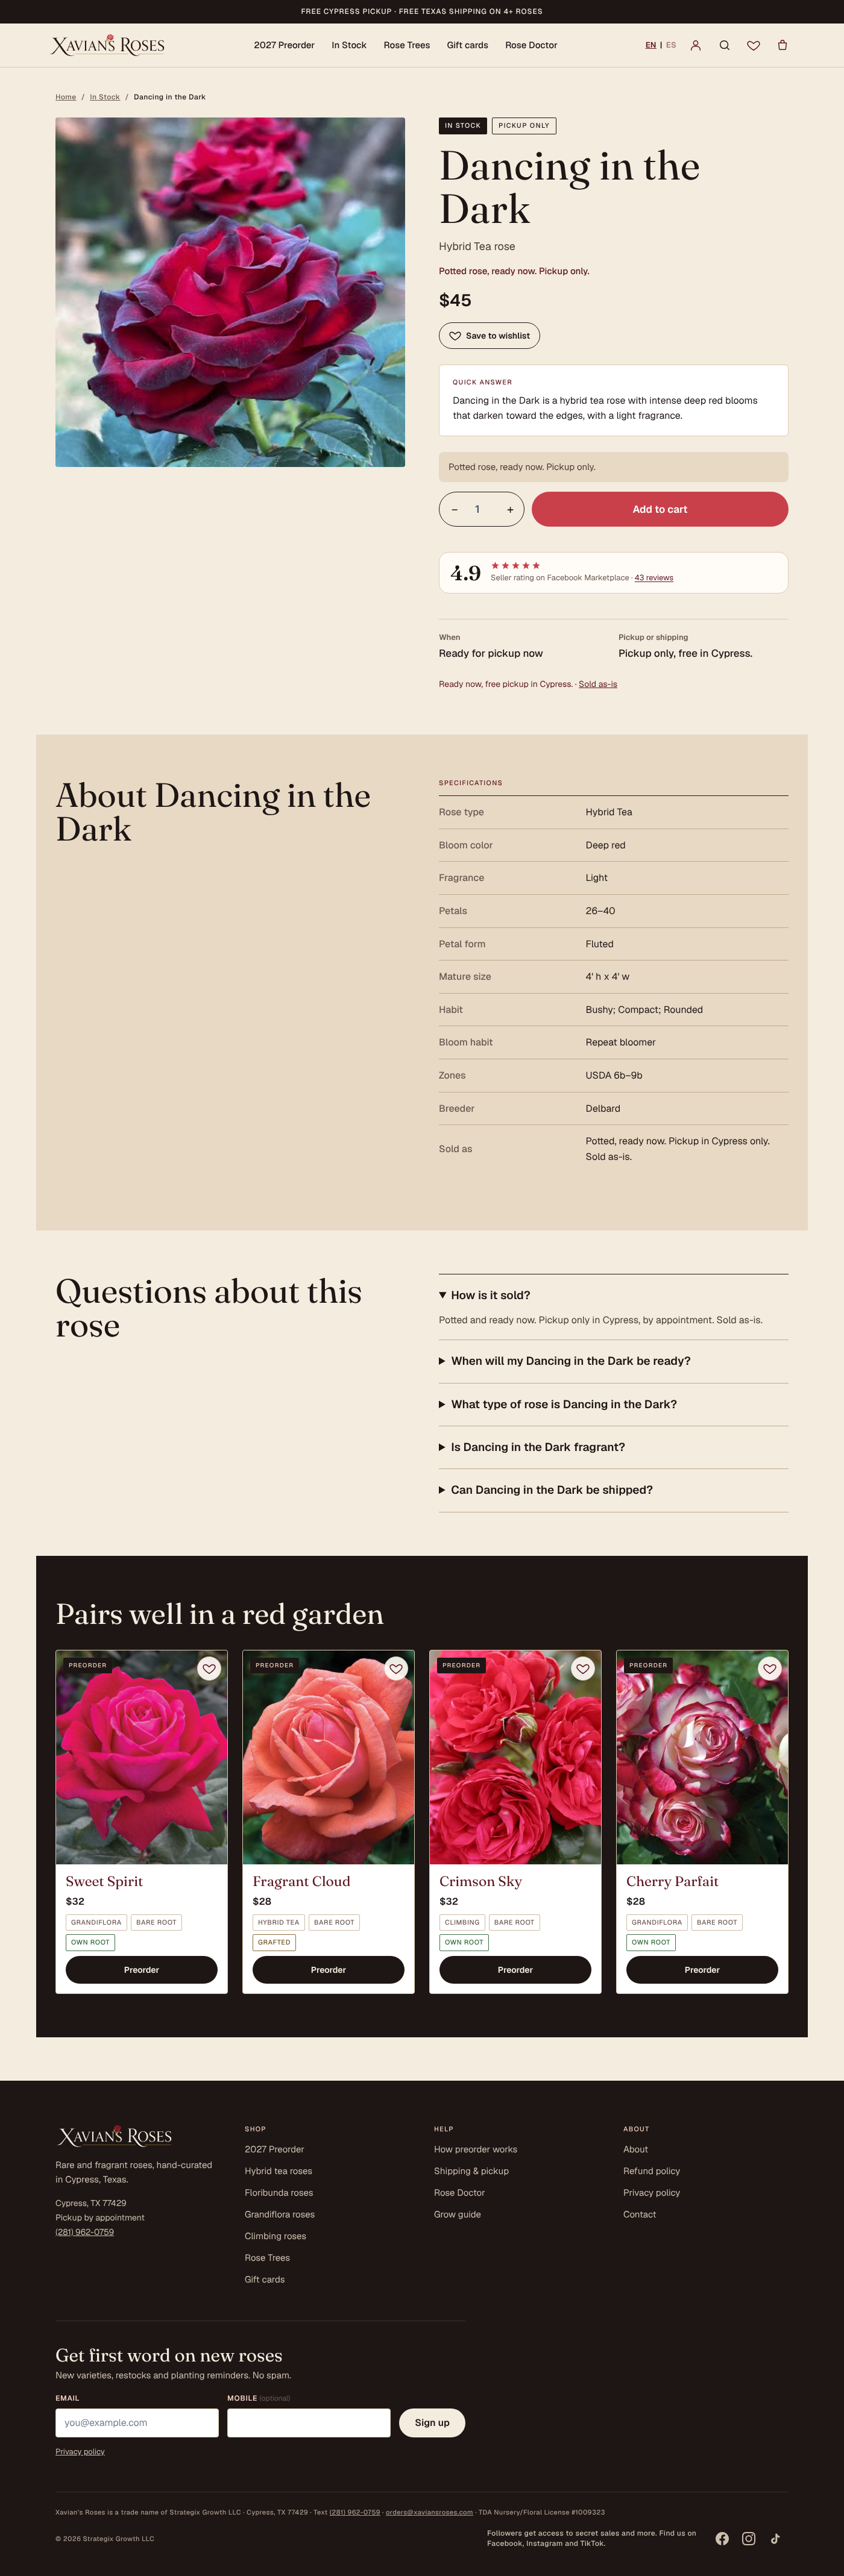 FREE CYPRESS PICKUP · FREE TEXAS SHIPPING ON 4+ ROSES
XAVIAN'S ROSES
2027 Preorder In Stock Rose Trees Gift cards Rose Doctor
EN | ES
Home / In Stock / Dancing in the Dark
IN STOCK PICKUP ONLY
Dancing in the
Dark
Hybrid Tea rose
Potted rose, ready now. Pickup only.
$45
Save to wishlist
QUICK ANSWER
Dancing in the Dark is a hybrid tea rose with intense deep red blooms
that darken toward the edges, with a light fragrance.
Potted rose, ready now. Pickup only.
− 1 + Add to cart
4.9 ★★★★★
Seller rating on Facebook Marketplace · 43 reviews
When
Ready for pickup now
Pickup or shipping
Pickup only, free in Cypress.
Ready now, free pickup in Cypress. · Sold as-is
About Dancing in the
Dark
SPECIFICATIONS
Rose type Hybrid Tea
Bloom color Deep red
Fragrance Light
Petals 26–40
Petal form Fluted
Mature size 4' h x 4' w
Habit Bushy; Compact; Rounded
Bloom habit Repeat bloomer
Zones USDA 6b–9b
Breeder Delbard
Sold as Potted, ready now. Pickup in Cypress only.
Sold as-is.
Questions about this
rose
▼ How is it sold?
Potted and ready now. Pickup only in Cypress, by appointment. Sold as-is.
▶ When will my Dancing in the Dark be ready?
▶ What type of rose is Dancing in the Dark?
▶ Is Dancing in the Dark fragrant?
▶ Can Dancing in the Dark be shipped?
Pairs well in a red garden
PREORDER
Sweet Spirit
$32
GRANDIFLORA BARE ROOT
OWN ROOT
Preorder
PREORDER
Fragrant Cloud
$28
HYBRID TEA BARE ROOT
GRAFTED
Preorder
PREORDER
Crimson Sky
$32
CLIMBING BARE ROOT
OWN ROOT
Preorder
PREORDER
Cherry Parfait
$28
GRANDIFLORA BARE ROOT
OWN ROOT
Preorder
XAVIAN'S ROSES
Rare and fragrant roses, hand-curated
in Cypress, Texas.
Cypress, TX 77429
Pickup by appointment
(281) 962-0759
SHOP
2027 Preorder
Hybrid tea roses
Floribunda roses
Grandiflora roses
Climbing roses
Rose Trees
Gift cards
HELP
How preorder works
Shipping & pickup
Rose Doctor
Grow guide
ABOUT
About
Refund policy
Privacy policy
Contact
Get first word on new roses
New varieties, restocks and planting reminders. No spam.
EMAIL
you@example.com
MOBILE (optional)
Sign up
Privacy policy
Xavian's Roses is a trade name of Strategix Growth LLC · Cypress, TX 77429 · Text (281) 962-0759 · orders@xaviansroses.com · TDA Nursery/Floral License #1009323
© 2026 Strategix Growth LLC
Followers get access to secret sales and more. Find us on
Facebook, Instagram and TikTok.